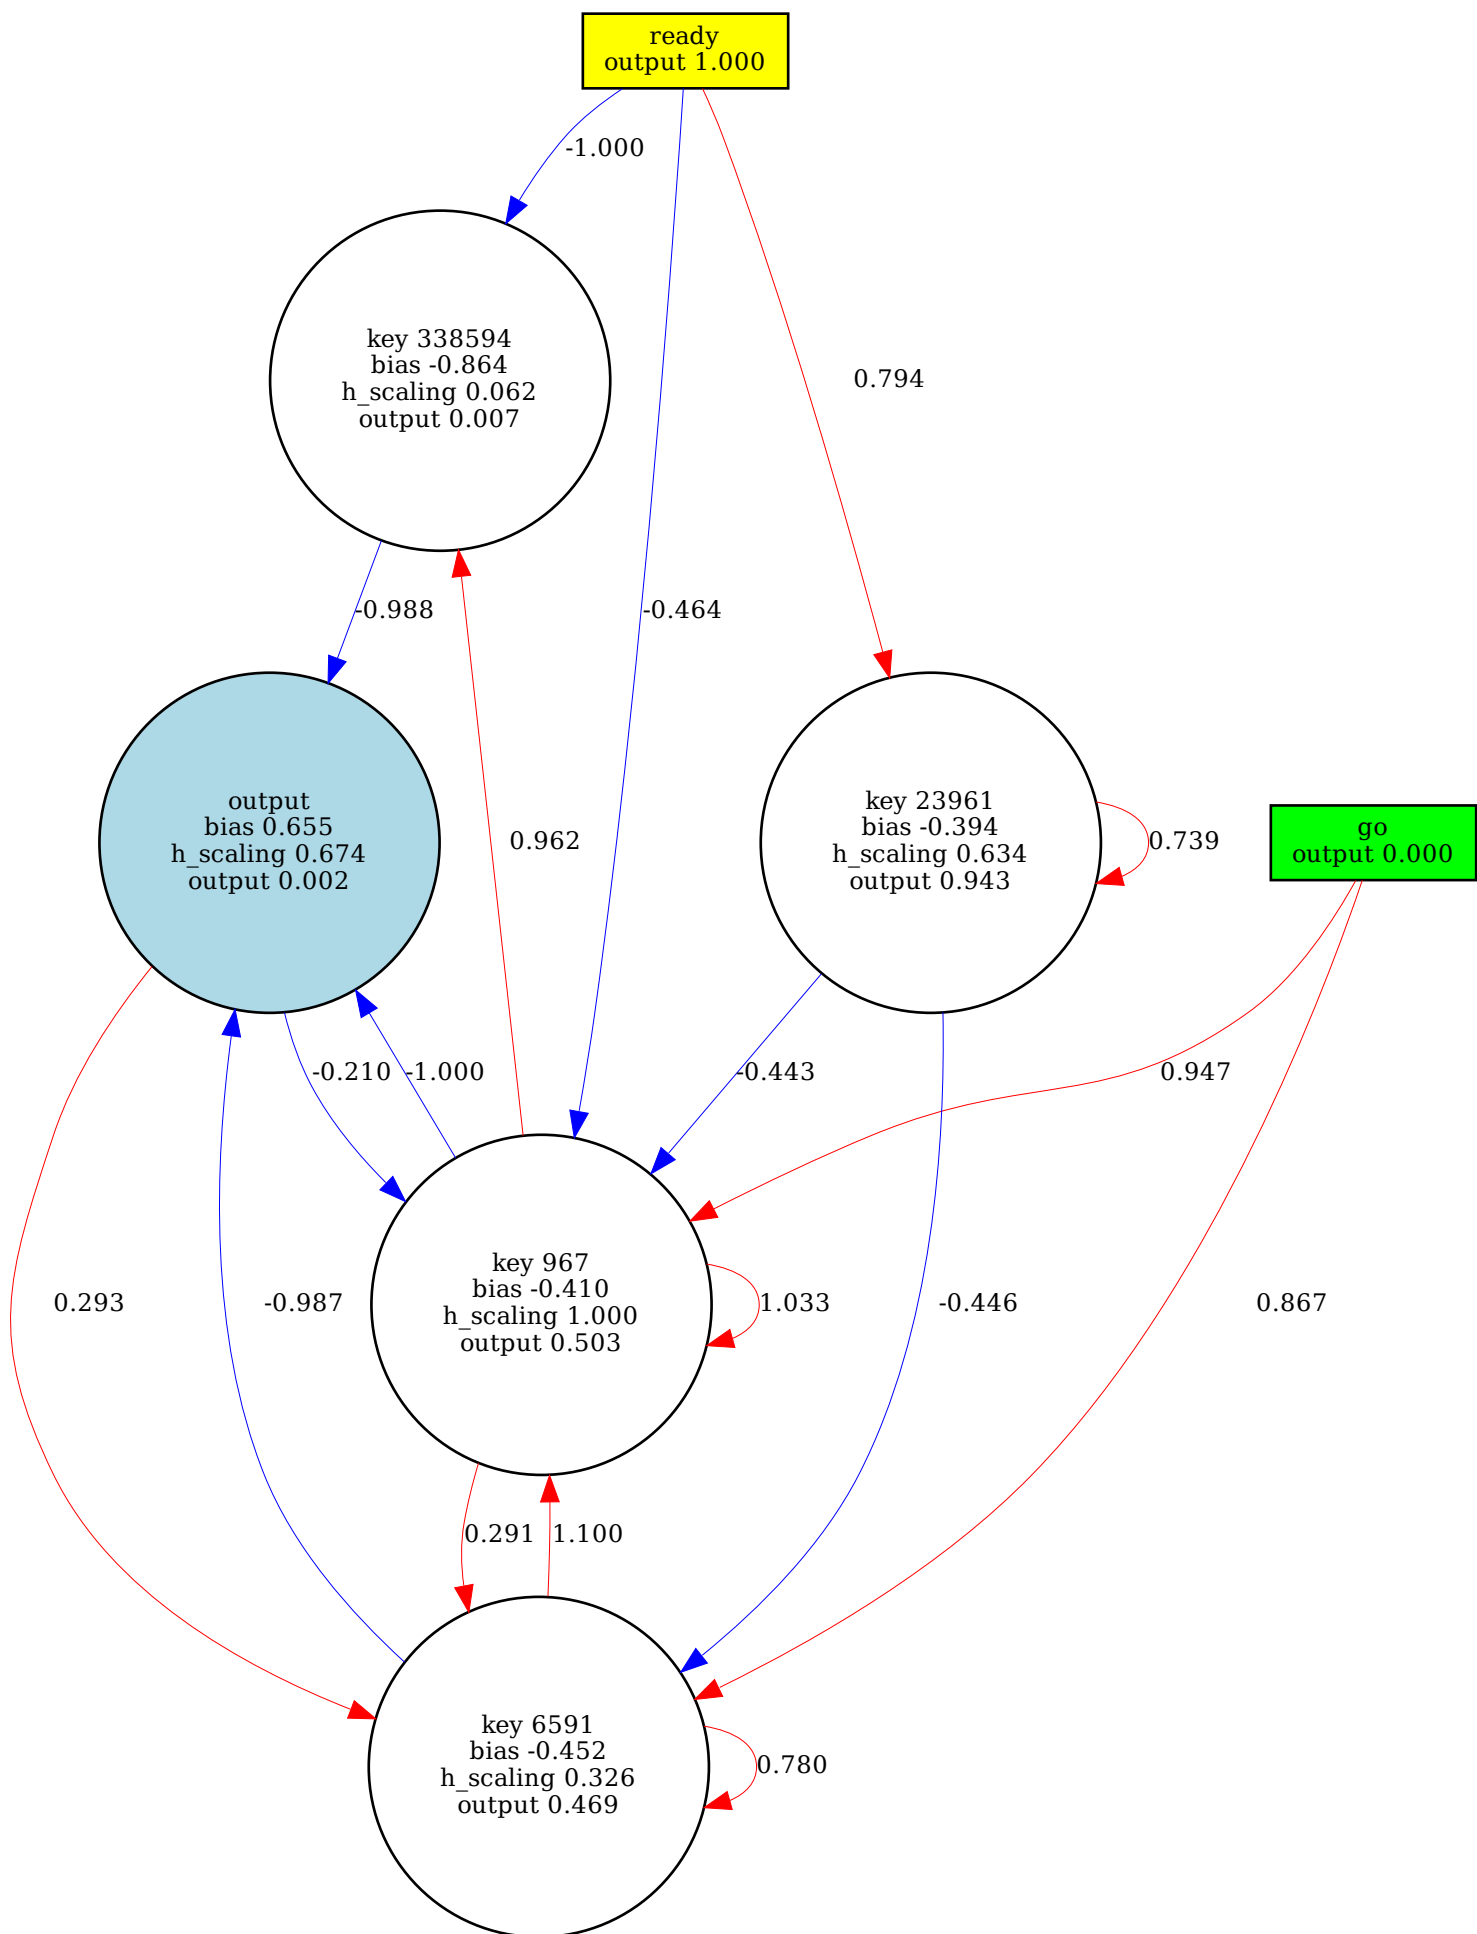 ready
output 1.000
-1.000
key 338594
bias -0.864
h_scaling 0.062
output 0.007
0.794
-0.988
-0.464
output
bias 0.655
h_scaling 0.674
output 0.002
0.962
key 23961
bias -0.394
h_scaling 0.634
output 0.943
0.739
go
output 0.000
-0.210
-1.000
-0.443
0.947
0.293
-0.987
key 967
bias -0.410
h_scaling 1.000
output 0.503
1.033
-0.446
0.867
0.291
1.100
key 6591
bias -0.452
h_scaling 0.326
output 0.469
0.780